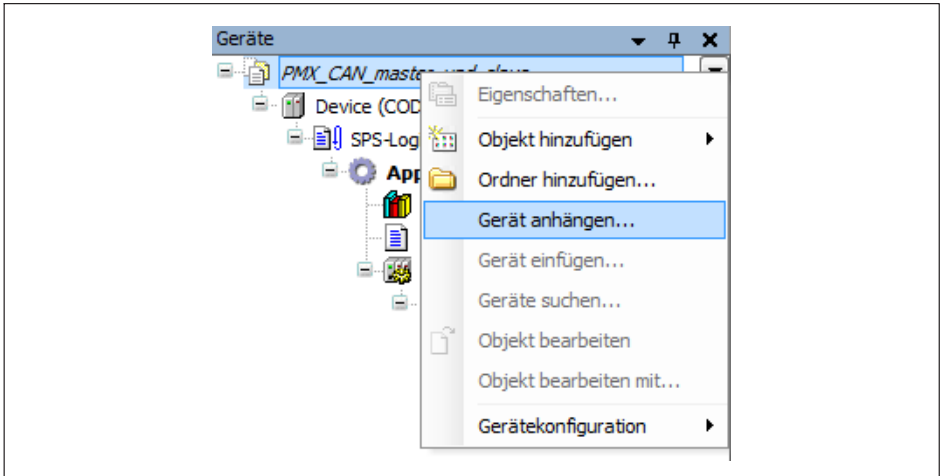 Geräte
PMX_CAN_master
Eigenschaften...
Device (COD
Objekt hinzufügen
SPS-Log
Ordner hinzufügen...
App
Gerät anhängen...
Gerät einfügen...
Geräte suchen...
Objekt bearbeiten
Objekt bearbeiten mit...
Gerätekonfiguration